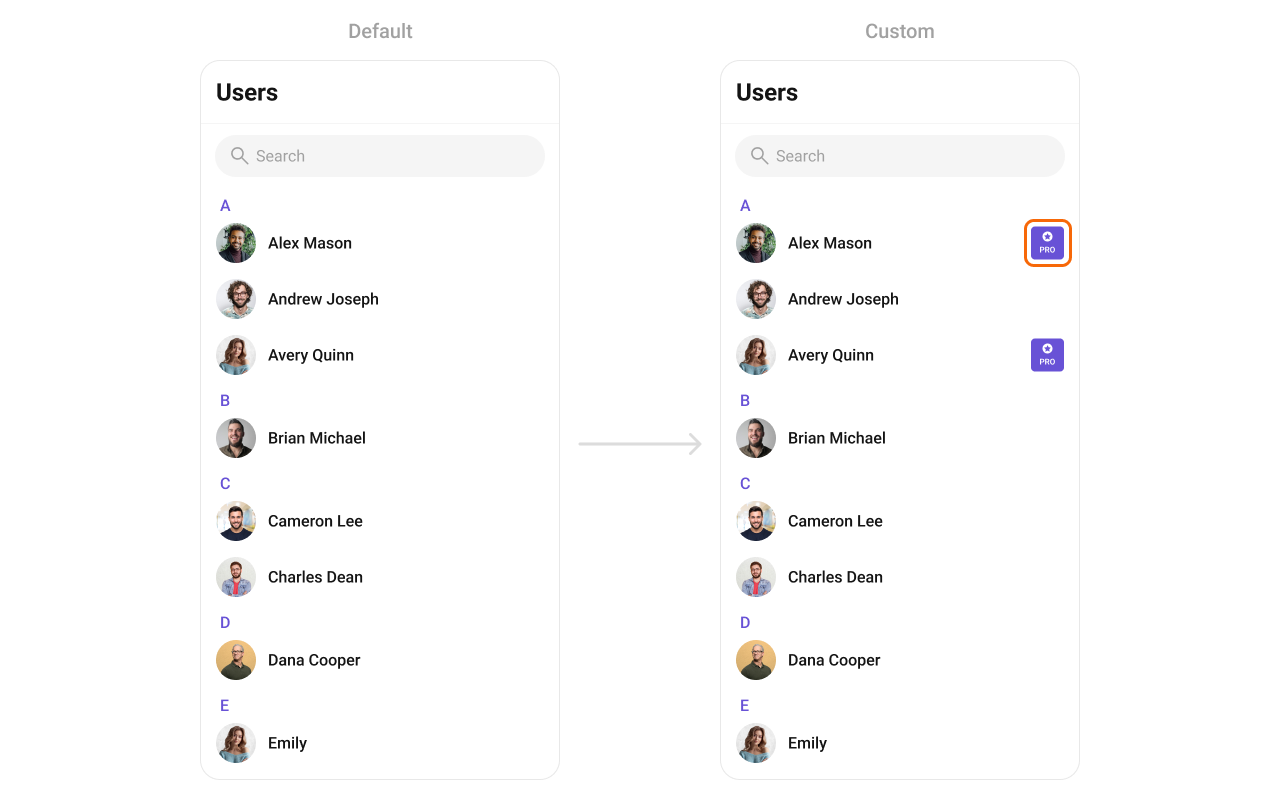 Default
Users
Search
A
Alex Mason
Andrew Joseph
Avery Quinn
B
Brian Michael
C
Cameron Lee
Charles Dean
D
Dana Cooper
E
Emily
Custom
Users
Search
A
Alex Mason
PRO
Andrew Joseph
Avery Quinn
PRO
B
Brian Michael
C
Cameron Lee
Charles Dean
D
Dana Cooper
E
Emily